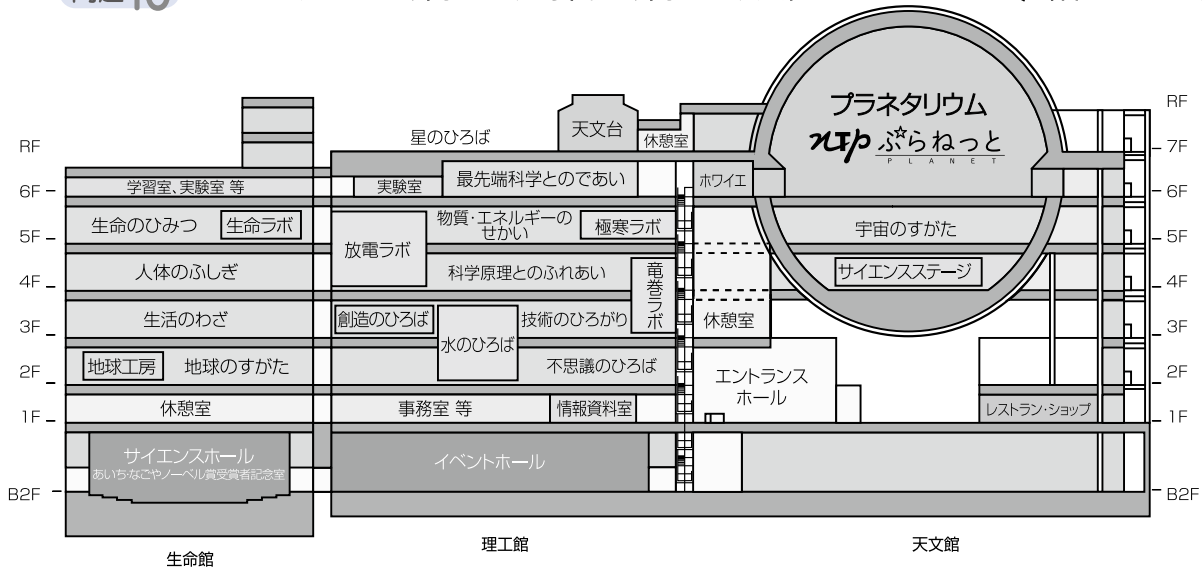 RF
6F
5F
4F
3F
2F
1F
B2F
学習室、実験室 等
生命のひみつ
生命ラボ
人体のふしぎ
生活のわざ
地球工房
地球のすがた
休憩室
サイエンスホール
あいち・なごやノーベル賞受賞者記念室
生命館
星のひろば
天文台
休憩室
実験室
最先端科学とのであい
放電ラボ
物質・エネルギーの
せかい
極寒ラボ
科学原理とのふれあい
竜巻ラボ
創造のひろば
水のひろば
技術のひろがり
不思議のひろば
事務室 等
情報資料室
イベントホール
理工館
プラネタリウム
NTP ぷらねっと
PLANET
ホワイエ
宇宙のすがた
サイエンスステージ
休憩室
エントランス
ホール
レストラン・ショップ
天文館
RF
7F
6F
5F
4F
3F
2F
1F
B2F